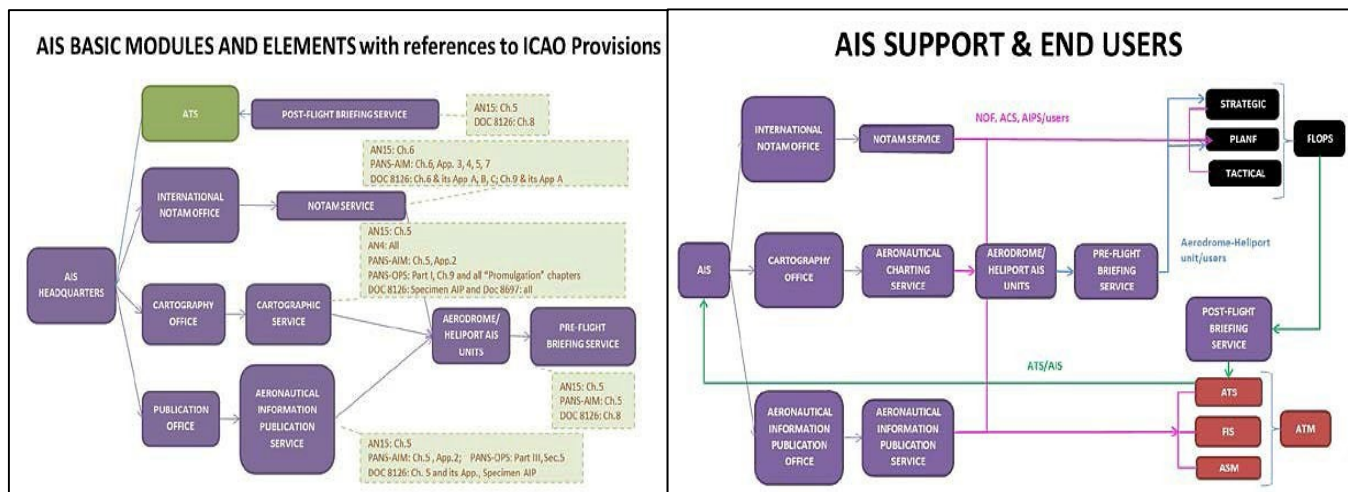 AIS BASIC MODULES AND ELEMENTS with references to ICAO Provisions
ATS
POST-FLIGHT BRIEFING SERVICE
AN15: Ch.5
DOC 8126: Ch.8
AN15: Ch.6
PANS-AIM: Ch.6, App. 3, 4, 5, 7
DOC 8126: Ch.6 & its App A, B, C; Ch.9 & its App A
INTERNATIONAL
NOTAM OFFICE
NOTAM SERVICE
AN15: Ch.5
AN4: All
PANS-AIM: Ch.5, App.2
PANS-OPS: Part I, Ch.9 and all "Promulgation" chapters
DOC 8126: Specimen AIP and Doc 8697: all
AIS
HEADQUARTERS
CARTOGRAPHY
OFFICE
CARTOGRAPHIC
SERVICE
AERODROME/
HELIPORT AIS
UNITS
PRE-FLIGHT
BRIEFING SERVICE
AN15: Ch.5
PANS-AIM: Ch.5
DOC 8126: Ch.8
PUBLICATION
OFFICE
AERONAUTICAL
INFORMATION
PUBLICATION
SERVICE
AN15: Ch.5
PANS-AIM: Ch.5 , App.2; PANS-OPS: Part III, Sec.5
DOC 8126: Ch. 5 and its App., Specimen AIP
AIS SUPPORT & END USERS
INTERNATIONAL
NOTAM OFFICE
NOTAM SERVICE
NOF, ACS, AIPS/users
STRATEGIC
PLANF
TACTICAL
FLOPS
AIS
CARTOGRAPHY
OFFICE
AERONAUTICAL
CHARTING
SERVICE
AERODROME/
HELIPORT AIS
UNITS
PRE-FLIGHT
BRIEFING
SERVICE
Aerodrome-Heliport
unit/users
POST-FLIGHT
BRIEFING
SERVICE
ATS/AIS
AERONAUTICAL
INFORMATION
PUBLICATION
OFFICE
AERONAUTICAL
INFORMATION
PUBLICATION
SERVICE
ATS
FIS
ASM
ATM